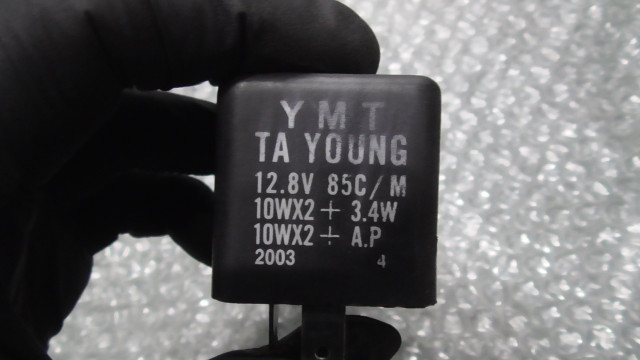 YMT
TA YOUNG
12.8V 85C/M
10WX2 + 3.4W
10WX2 + A.P
2003 4